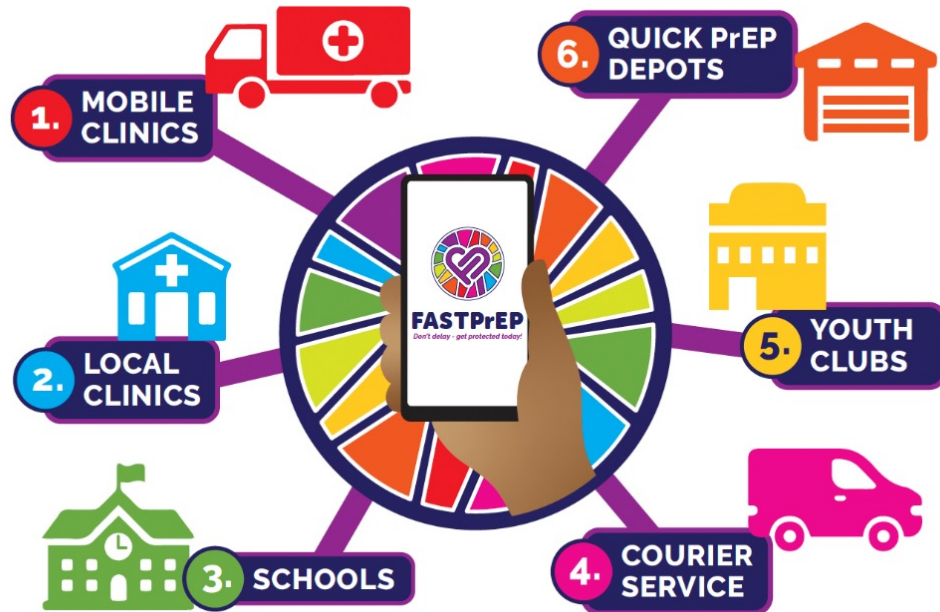 1. MOBILE
CLINICS
2. LOCAL
CLINICS
3. SCHOOLS
4. COURIER
SERVICE
5. YOUTH
CLUBS
6. QUICK PrEP
DEPOTS
FASTPrEP
Don't delay - get protected today!